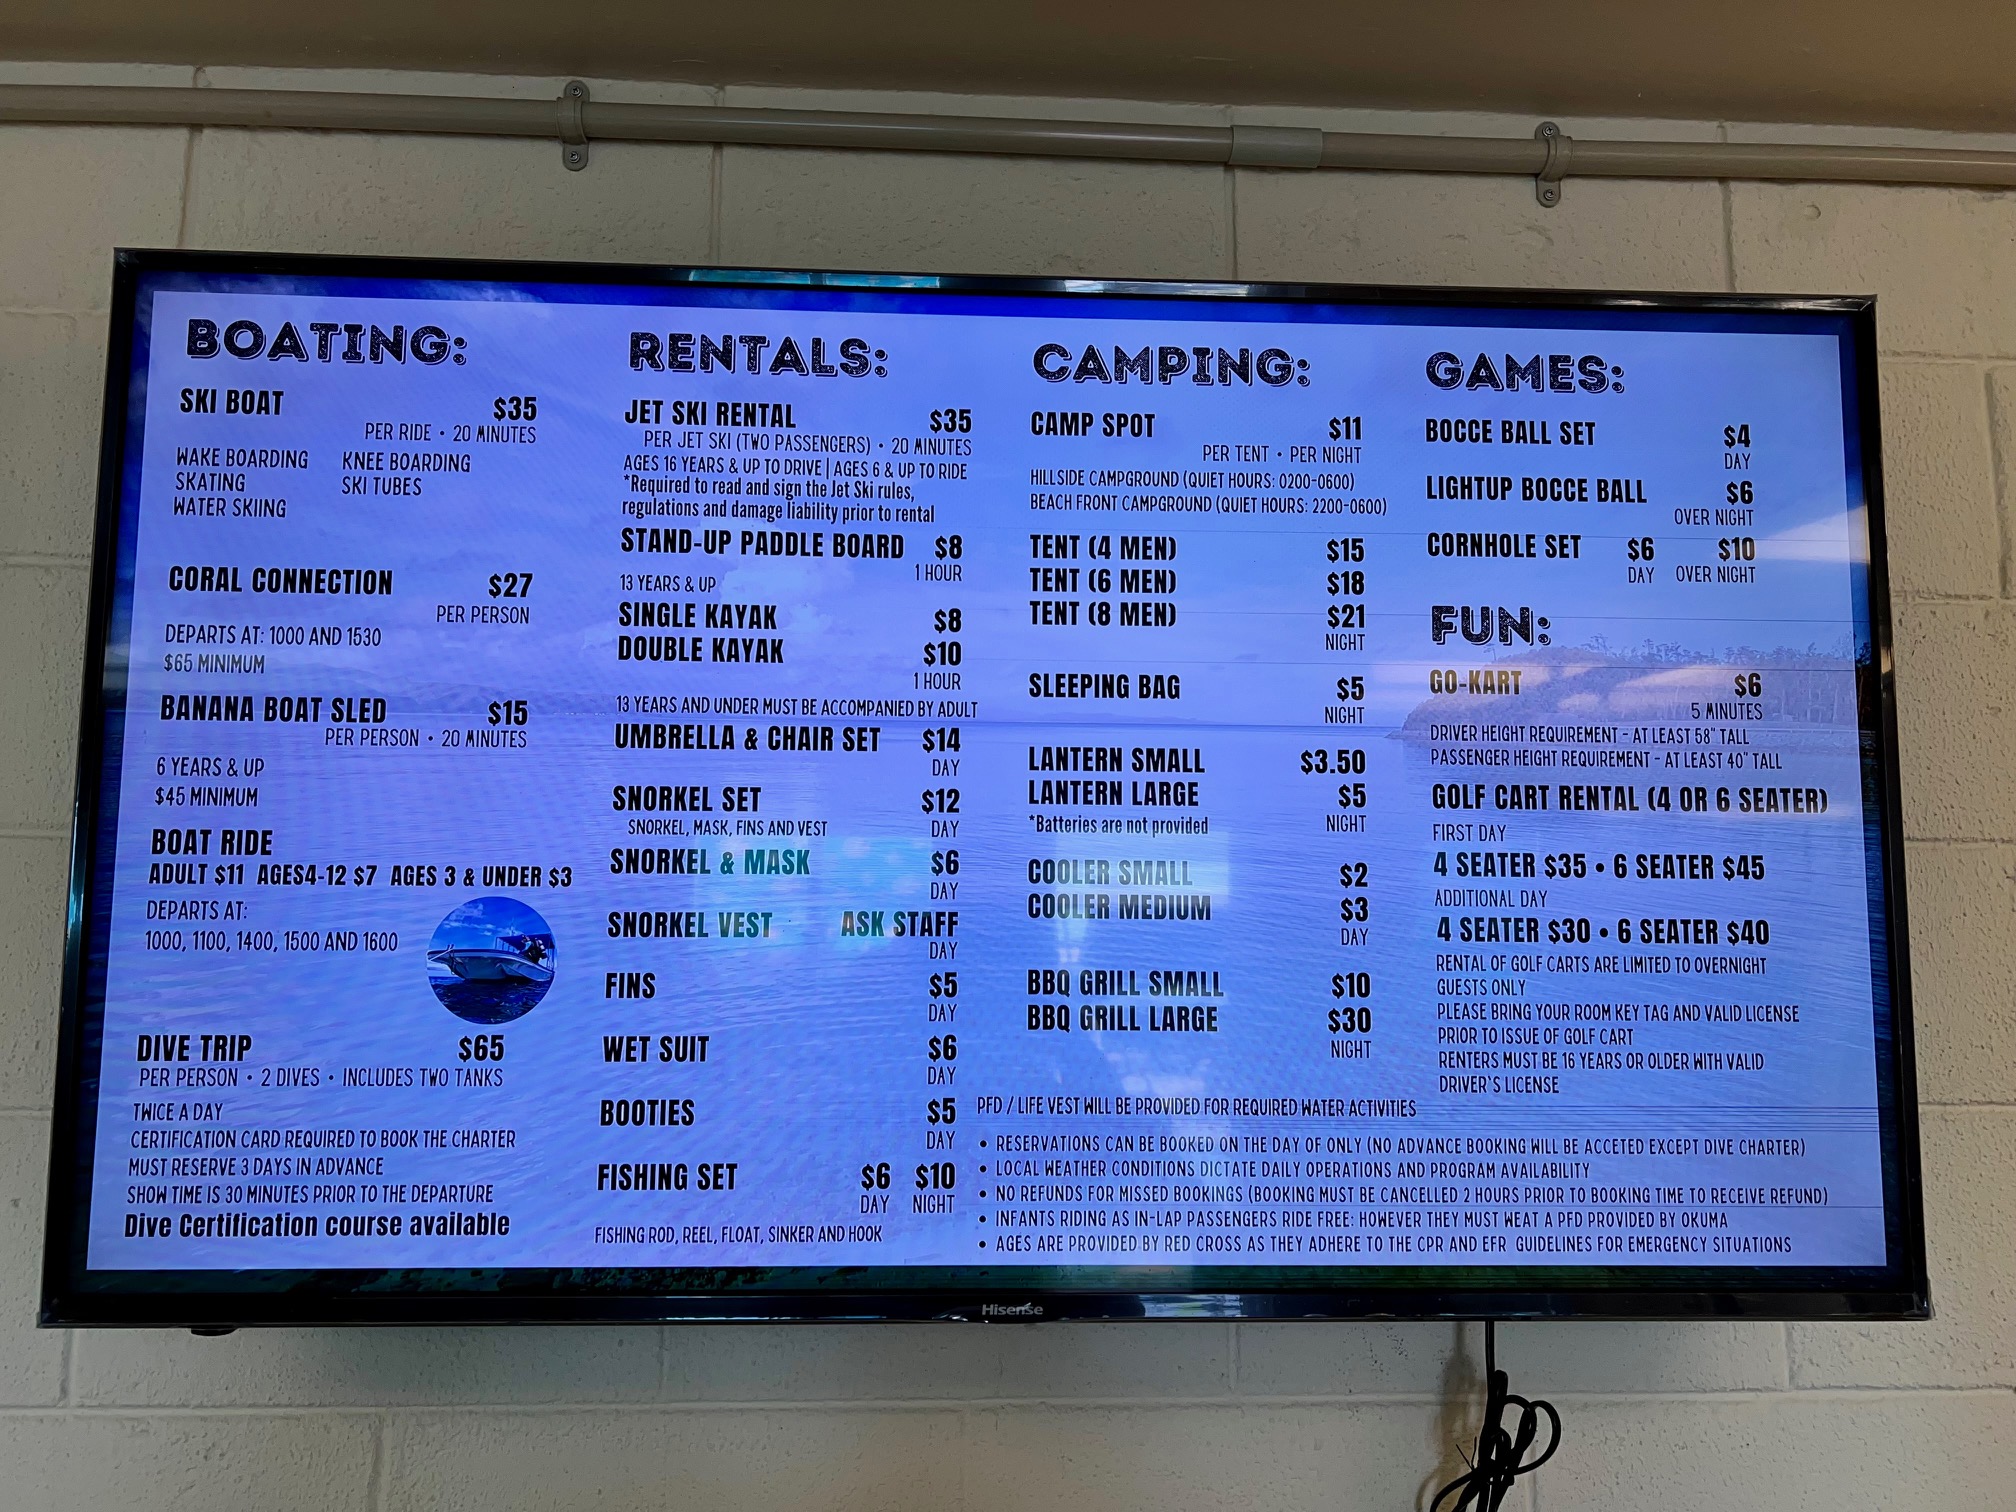 BOATING:
SKI BOAT $35
PER RIDE • 20 MINUTES
WAKE BOARDING KNEE BOARDING
SKATING SKI TUBES
WATER SKIING
CORAL CONNECTION $27
PER PERSON
DEPARTS AT: 1000 AND 1530
$65 MINIMUM
BANANA BOAT SLED $15
PER PERSON • 20 MINUTES
6 YEARS & UP
$45 MINIMUM
BOAT RIDE
ADULT $11 AGES4-12 $7 AGES 3 & UNDER $3
DEPARTS AT:
1000, 1100, 1400, 1500 AND 1600
DIVE TRIP $65
PER PERSON • 2 DIVES • INCLUDES TWO TANKS
TWICE A DAY
CERTIFICATION CARD REQUIRED TO BOOK THE CHARTER
MUST RESERVE 3 DAYS IN ADVANCE
SHOW TIME IS 30 MINUTES PRIOR TO THE DEPARTURE
Dive Certification course available
RENTALS:
JET SKI RENTAL $35
PER JET SKI (TWO PASSENGERS) • 20 MINUTES
AGES 16 YEARS & UP TO DRIVE | AGES 6 & UP TO RIDE
*Required to read and sign the Jet Ski rules,
regulations and damage liability prior to rental
STAND-UP PADDLE BOARD $8
1 HOUR
13 YEARS & UP
SINGLE KAYAK $8
DOUBLE KAYAK $10
1 HOUR
13 YEARS AND UNDER MUST BE ACCOMPANIED BY ADULT
UMBRELLA & CHAIR SET $14
DAY
SNORKEL SET $12
SNORKEL, MASK, FINS AND VEST DAY
SNORKEL & MASK $6
DAY
SNORKEL VEST ASK STAFF
DAY
FINS $5
DAY
WET SUIT $6
DAY
BOOTIES $5
DAY
FISHING SET $6 $10
DAY NIGHT
FISHING ROD, REEL, FLOAT, SINKER AND HOOK
CAMPING:
CAMP SPOT $11
PER TENT • PER NIGHT
HILLSIDE CAMPGROUND (QUIET HOURS: 0200-0600)
BEACH FRONT CAMPGROUND (QUIET HOURS: 2200-0600)
TENT (4 MEN) $15
TENT (6 MEN) $18
TENT (8 MEN) $21
NIGHT
SLEEPING BAG $5
NIGHT
LANTERN SMALL $3.50
LANTERN LARGE $5
*Batteries are not provided NIGHT
COOLER SMALL $2
COOLER MEDIUM $3
DAY
BBQ GRILL SMALL $10
BBQ GRILL LARGE $30
NIGHT
GAMES:
BOCCE BALL SET $4
DAY
LIGHTUP BOCCE BALL $6
OVER NIGHT
CORNHOLE SET $6 $10
DAY OVER NIGHT
FUN:
GO-KART $6
5 MINUTES
DRIVER HEIGHT REQUIREMENT - AT LEAST 58" TALL
PASSENGER HEIGHT REQUIREMENT - AT LEAST 40" TALL
GOLF CART RENTAL (4 OR 6 SEATER)
FIRST DAY
4 SEATER $35 • 6 SEATER $45
ADDITIONAL DAY
4 SEATER $30 • 6 SEATER $40
RENTAL OF GOLF CARTS ARE LIMITED TO OVERNIGHT
GUESTS ONLY
PLEASE BRING YOUR ROOM KEY TAG AND VALID LICENSE
PRIOR TO ISSUE OF GOLF CART
RENTERS MUST BE 16 YEARS OR OLDER WITH VALID
DRIVER'S LICENSE
PFD / LIFE VEST WILL BE PROVIDED FOR REQUIRED WATER ACTIVITIES
• RESERVATIONS CAN BE BOOKED ON THE DAY OF ONLY (NO ADVANCE BOOKING WILL BE ACCETED EXCEPT DIVE CHARTER)
• LOCAL WEATHER CONDITIONS DICTATE DAILY OPERATIONS AND PROGRAM AVAILABILITY
• NO REFUNDS FOR MISSED BOOKINGS (BOOKING MUST BE CANCELLED 2 HOURS PRIOR TO BOOKING TIME TO RECEIVE REFUND)
• INFANTS RIDING AS IN-LAP PASSENGERS RIDE FREE: HOWEVER THEY MUST WEAT A PFD PROVIDED BY OKUMA
• AGES ARE PROVIDED BY RED CROSS AS THEY ADHERE TO THE CPR AND EFR GUIDELINES FOR EMERGENCY SITUATIONS
Hisense